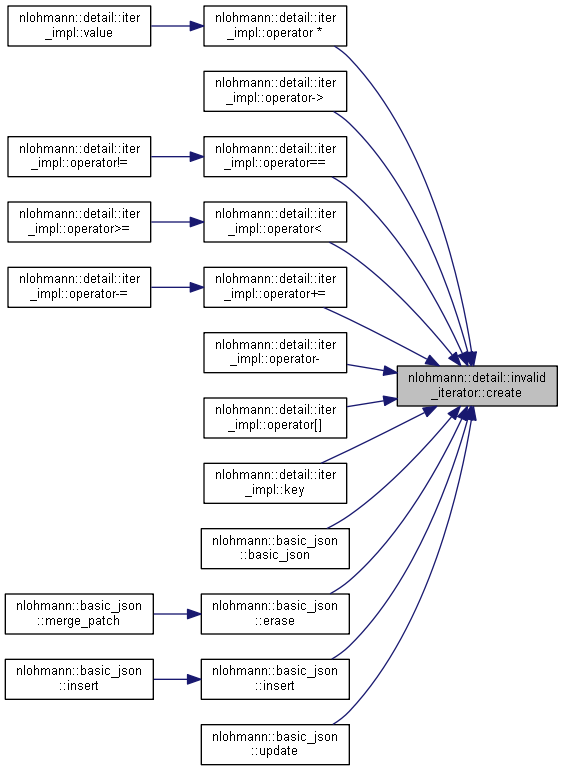 nlohmann::detail::iter
_impl::value
nlohmann::detail::iter
_impl::operator *
nlohmann::detail::iter
_impl::operator->
nlohmann::detail::iter
_impl::operator!=
nlohmann::detail::iter
_impl::operator==
nlohmann::detail::iter
_impl::operator>=
nlohmann::detail::iter
_impl::operator<
nlohmann::detail::iter
_impl::operator-=
nlohmann::detail::iter
_impl::operator+=
nlohmann::detail::iter
_impl::operator-
nlohmann::detail::invalid
_iterator::create
nlohmann::detail::iter
_impl::operator[]
nlohmann::detail::iter
_impl::key
nlohmann::basic_json
::basic_json
nlohmann::basic_json
::merge_patch
nlohmann::basic_json
::erase
nlohmann::basic_json
::insert
nlohmann::basic_json
::insert
nlohmann::basic_json
::update